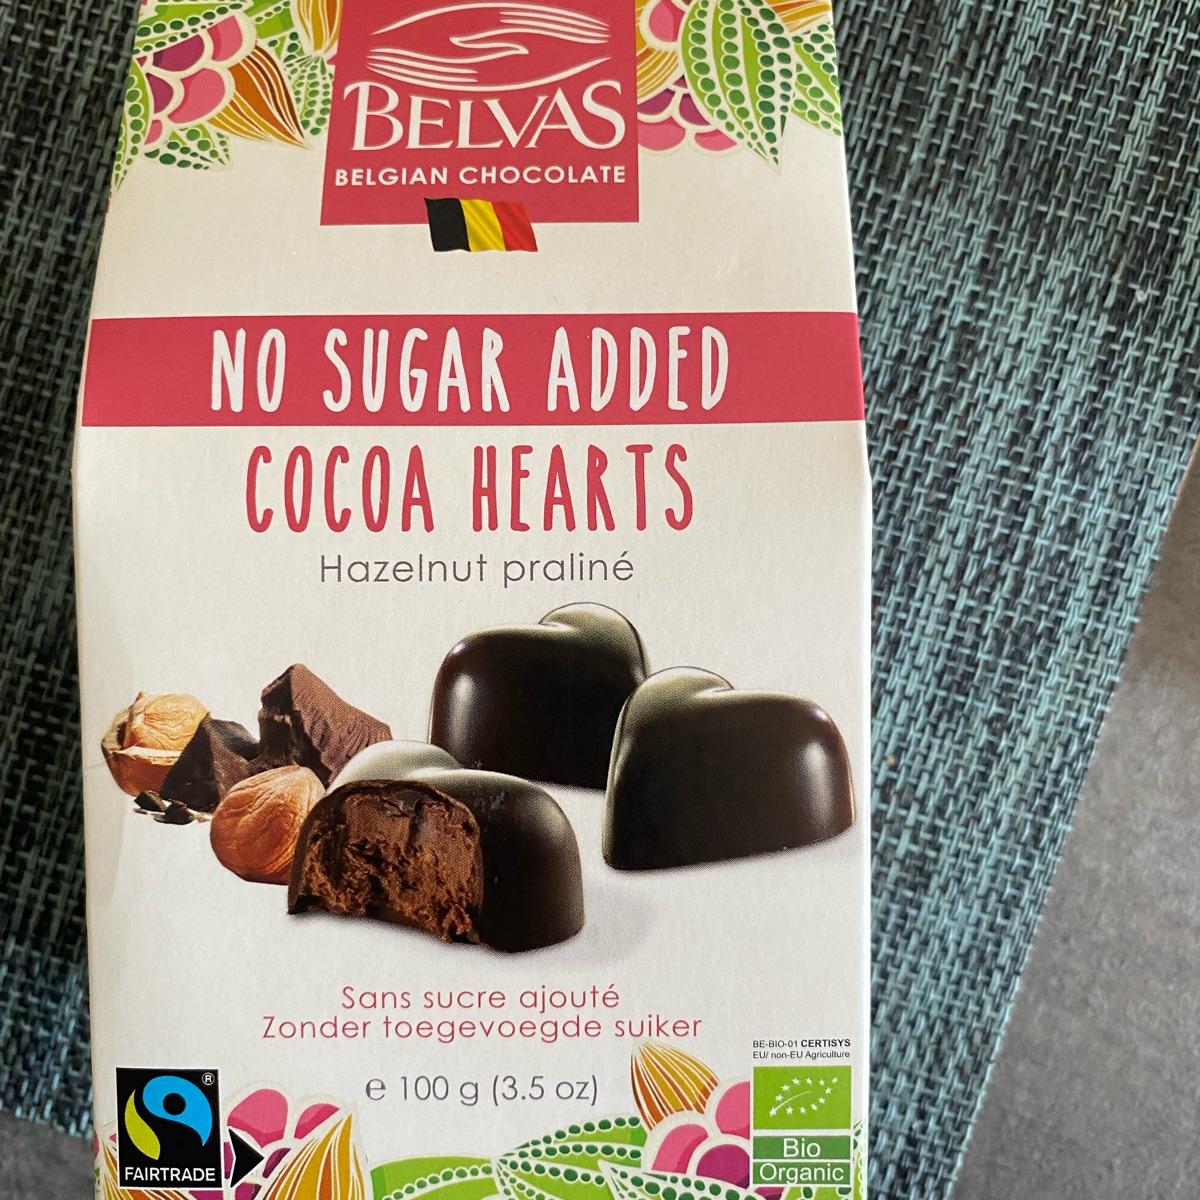 BELVAS
BELGIAN CHOCOLATE
NO SUGAR ADDED
COCOA HEARTS
Hazelnut praliné
Sans sucre ajouté
Zonder toegevoegde suiker
BE-BIO-01 CERTISYS
EU/ non-EU Agriculture
e 100 g (3.5 oz)
®
FAIRTRADE
Bio
Organic